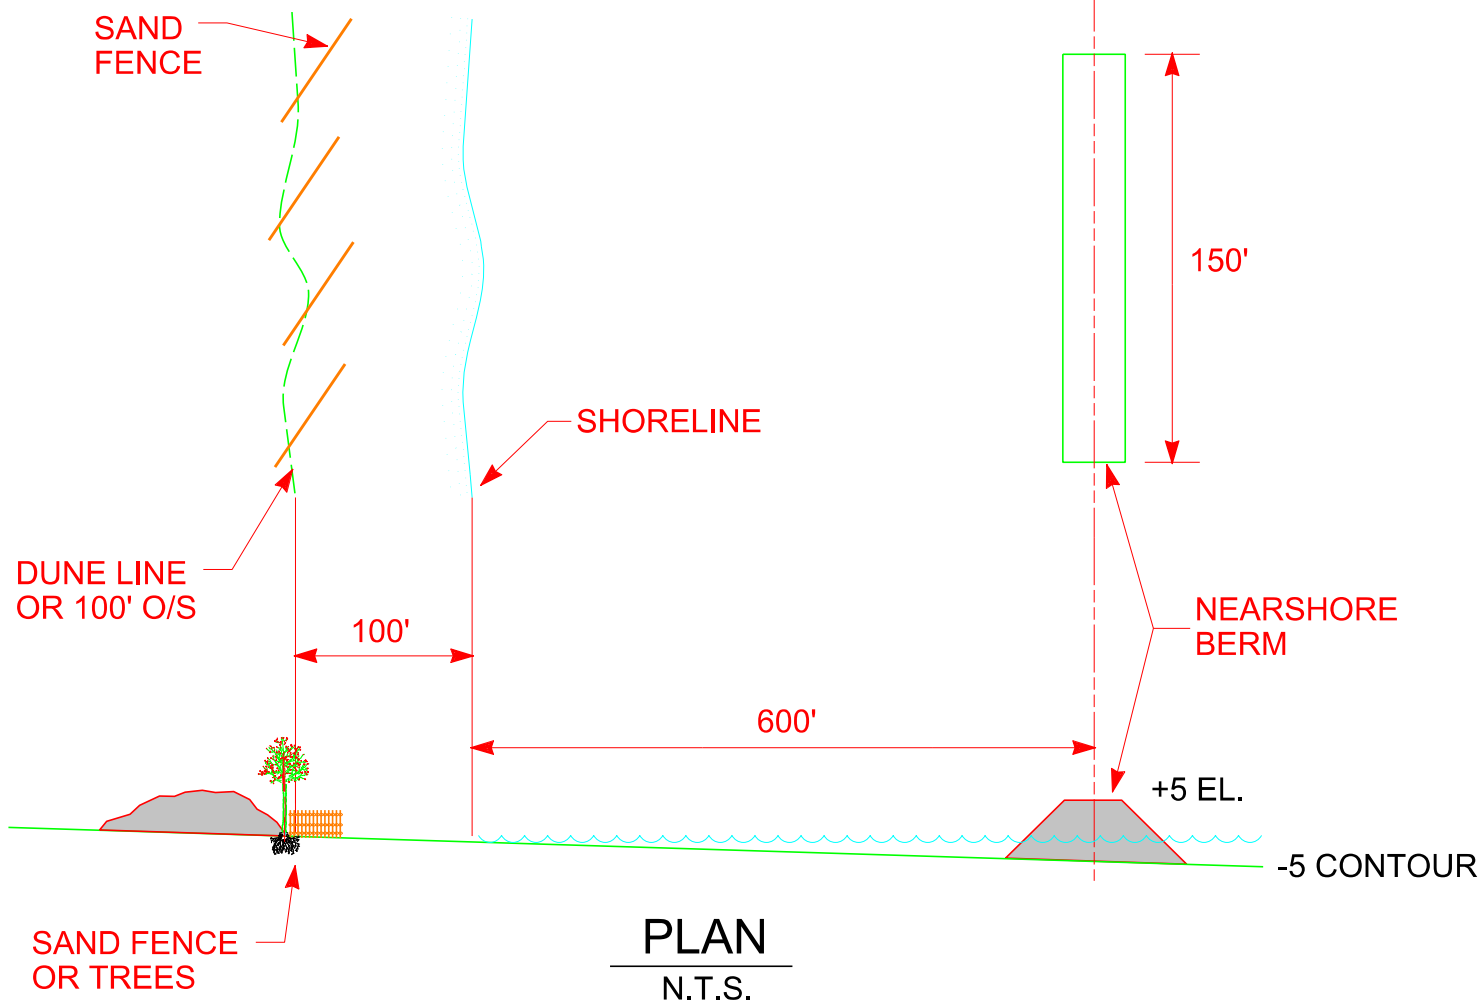 SAND
FENCE
150'
SHORELINE
DUNE LINE
OR 100' O/S
100'
NEARSHORE
BERM
600'
+5 EL.
-5 CONTOUR
SAND FENCE
OR TREES
PLAN
N.T.S.